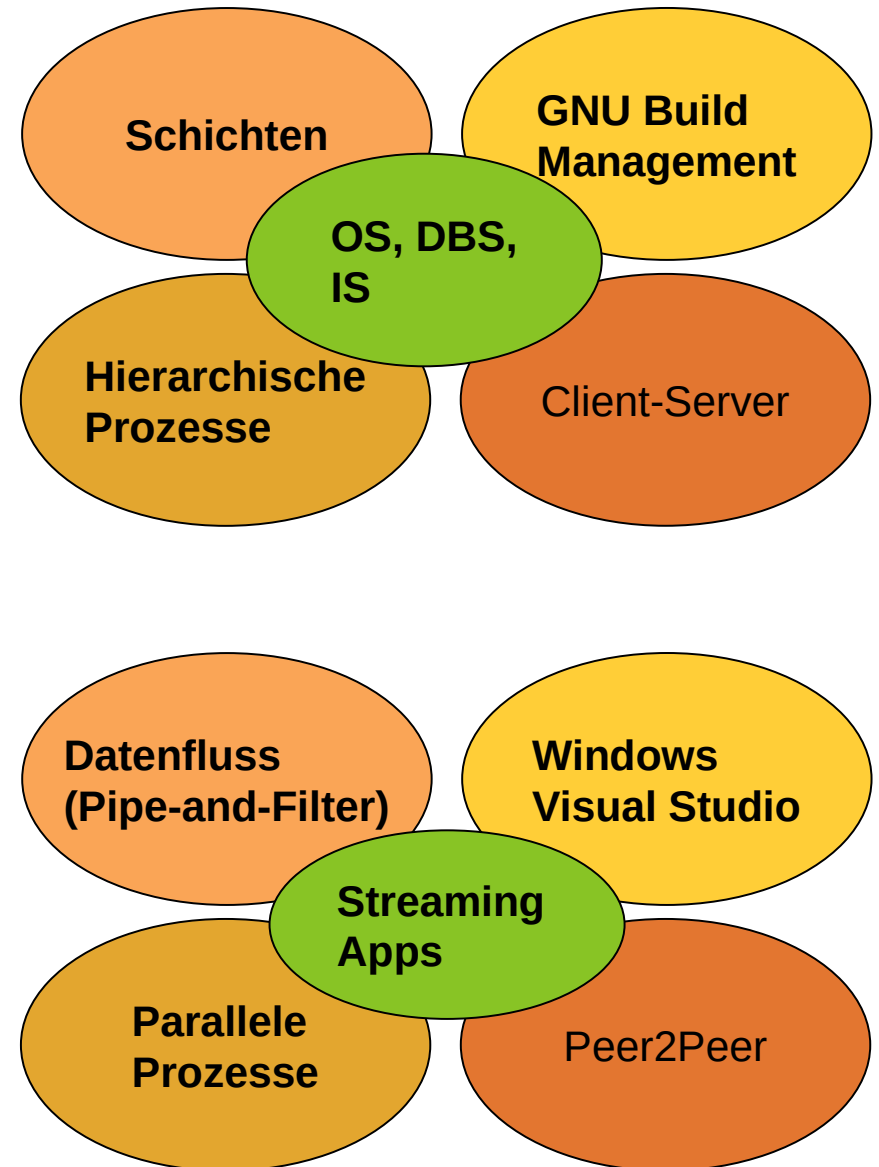 Schichten
GNU Build
Management
OS, DBS,
IS
Hierarchische
Prozesse
Client-Server
Datenfluss
(Pipe-and-Filter)
Windows
Visual Studio
Streaming
Apps
Parallele
Prozesse
Peer2Peer